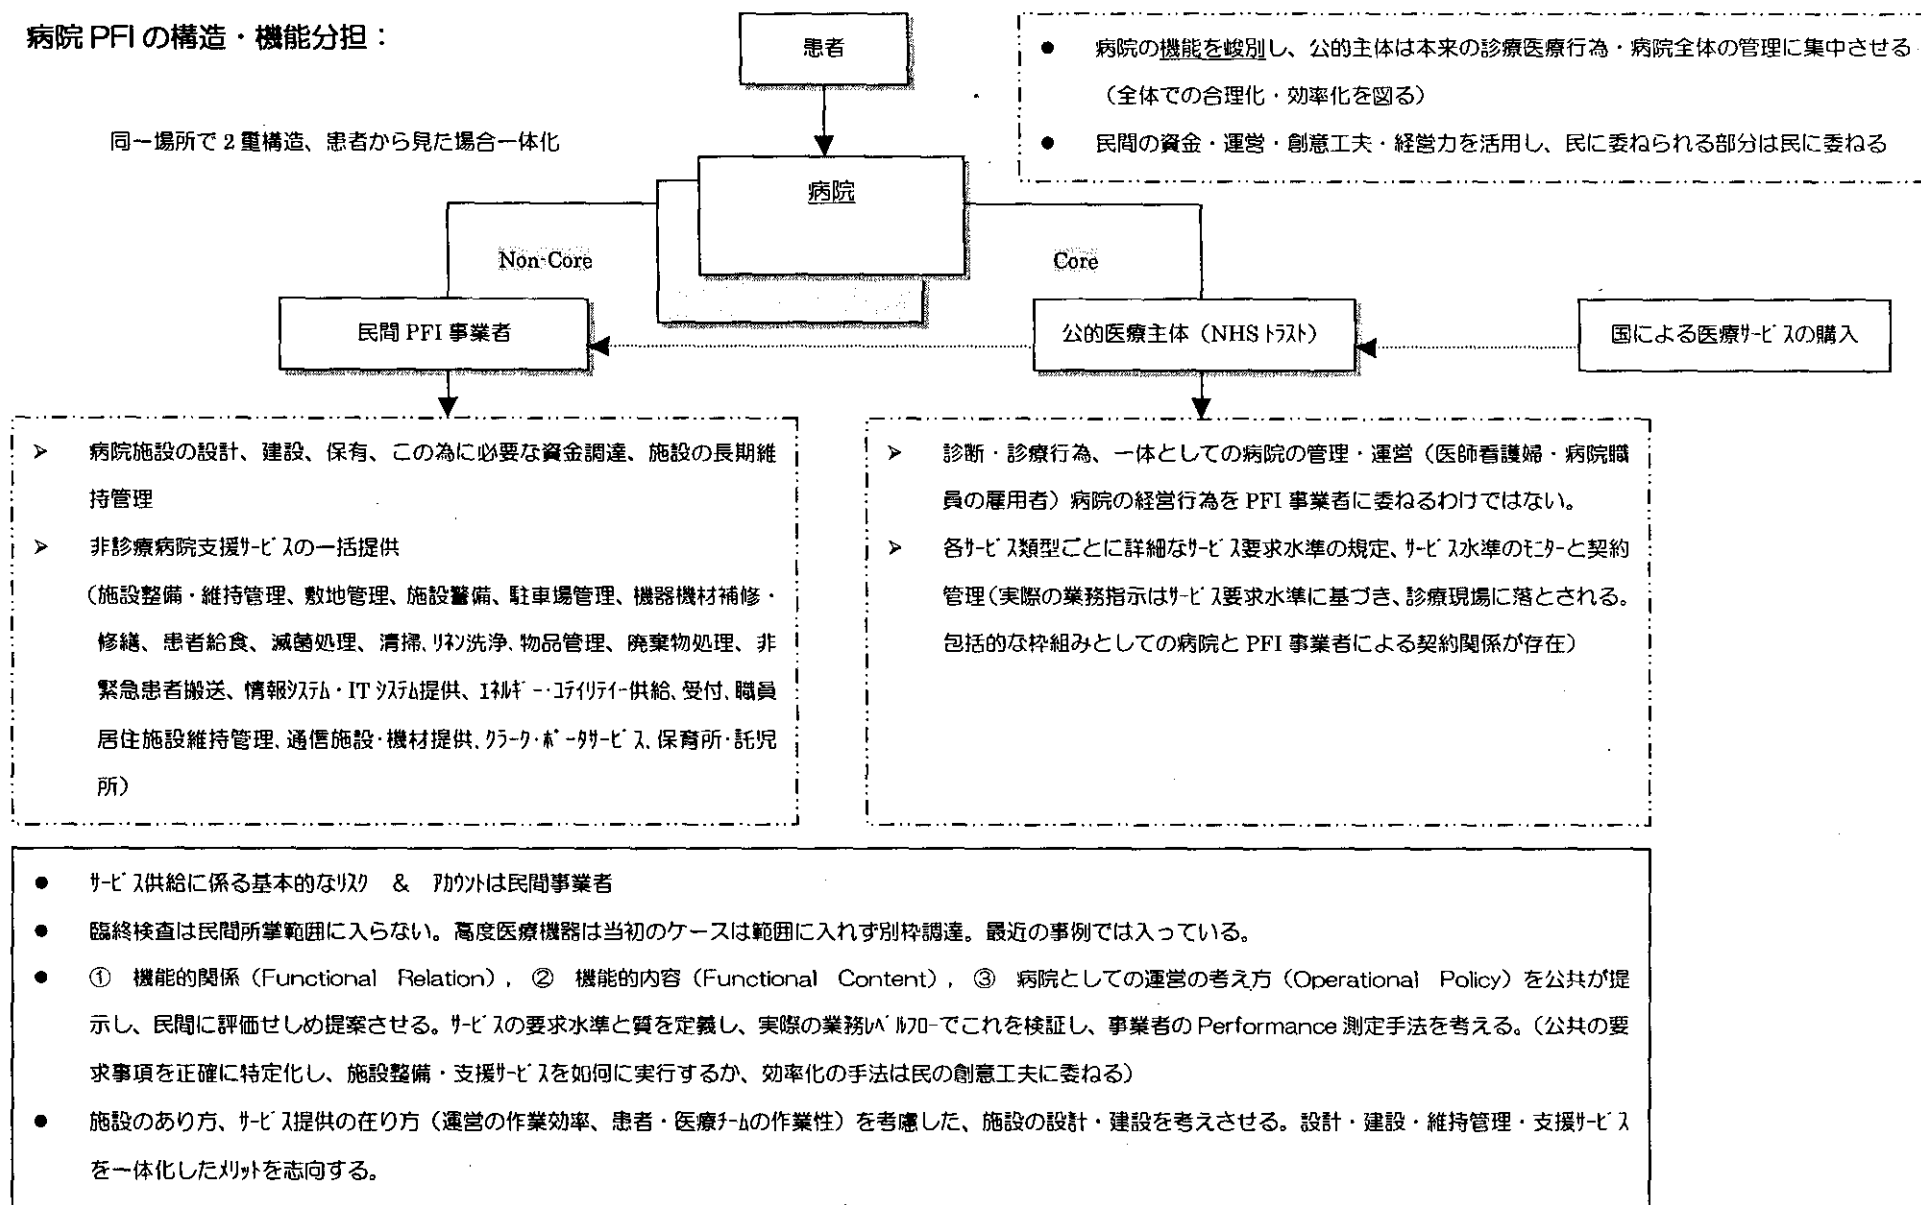 病院 PFI の構造・機能分担：
患者
● 病院の機能を峻別し、公的主体は本来の診療医療行為・病院全体の管理に集中させる
（全体での合理化・効率化を図る）
● 民間の資金・運営・創意工夫・経営力を活用し、民に委ねられる部分は民に委ねる
同一場所で 2 重構造、患者から見た場合一体化
病院
Non-Core
Core
民間 PFI 事業者
公的医療主体（NHS ﾄﾗｽﾄ）
国による医療ｻｰﾋﾞｽの購入
➢ 病院施設の設計、建設、保有、この為に必要な資金調達、施設の長期維
持管理
➢ 非診療病院支援ｻｰﾋﾞｽの一括提供
（施設整備・維持管理、敷地管理、施設警備、駐車場管理、機器機材補修・
修繕、患者給食、滅菌処理、清掃、ﾘﾈﾝ洗浄、物品管理、廃棄物処理、非
緊急患者搬送、情報ｼｽﾃﾑ・IT ｼｽﾃﾑ提供、ｴﾈﾙｷﾞｰ・ﾕﾃｲﾘﾃｲｰ供給、受付、職員
居住施設維持管理、通信施設・機材提供、ｸﾗｰｸ・ﾎﾟｰﾀｻｰﾋﾞｽ、保育所・託児
所）
➢ 診断・診療行為、一体としての病院の管理・運営（医師看護婦・病院職
員の雇用者）病院の経営行為を PFI 事業者に委ねるわけではない。
➢ 各ｻｰﾋﾞｽ類型ごとに詳細なｻｰﾋﾞｽ要求水準の規定、ｻｰﾋﾞｽ水準のﾓﾆﾀｰと契約
管理（実際の業務指示はｻｰﾋﾞｽ要求水準に基づき、診療現場に落とされる。
包括的な枠組みとしての病院と PFI 事業者による契約関係が存在）
● ｻｰﾋﾞｽ供給に係る基本的なﾘｽｸ ＆ ｱｶｳﾝﾄは民間事業者
● 臨終検査は民間所掌範囲に入らない。高度医療機器は当初のケースは範囲に入れず別枠調達。最近の事例では入っている。
● ① 機能的関係（Functional Relation），② 機能的内容（Functional Content），③ 病院としての運営の考え方（Operational Policy）を公共が提
示し、民間に評価せしめ提案させる。ｻｰﾋﾞｽの要求水準と質を定義し、実際の業務ﾚﾍﾞﾙﾌﾛｰでこれを検証し、事業者の Performance 測定手法を考える。（公共の要
求事項を正確に特定化し、施設整備・支援ｻｰﾋﾞｽを如何に実行するか、効率化の手法は民の創意工夫に委ねる）
● 施設のあり方、ｻｰﾋﾞｽ提供の在り方（運営の作業効率、患者・医療ﾁｰﾑの作業性）を考慮した、施設の設計・建設を考えさせる。設計・建設・維持管理・支援ｻｰﾋﾞｽ
を一体化したﾒﾘｯﾄを志向する。